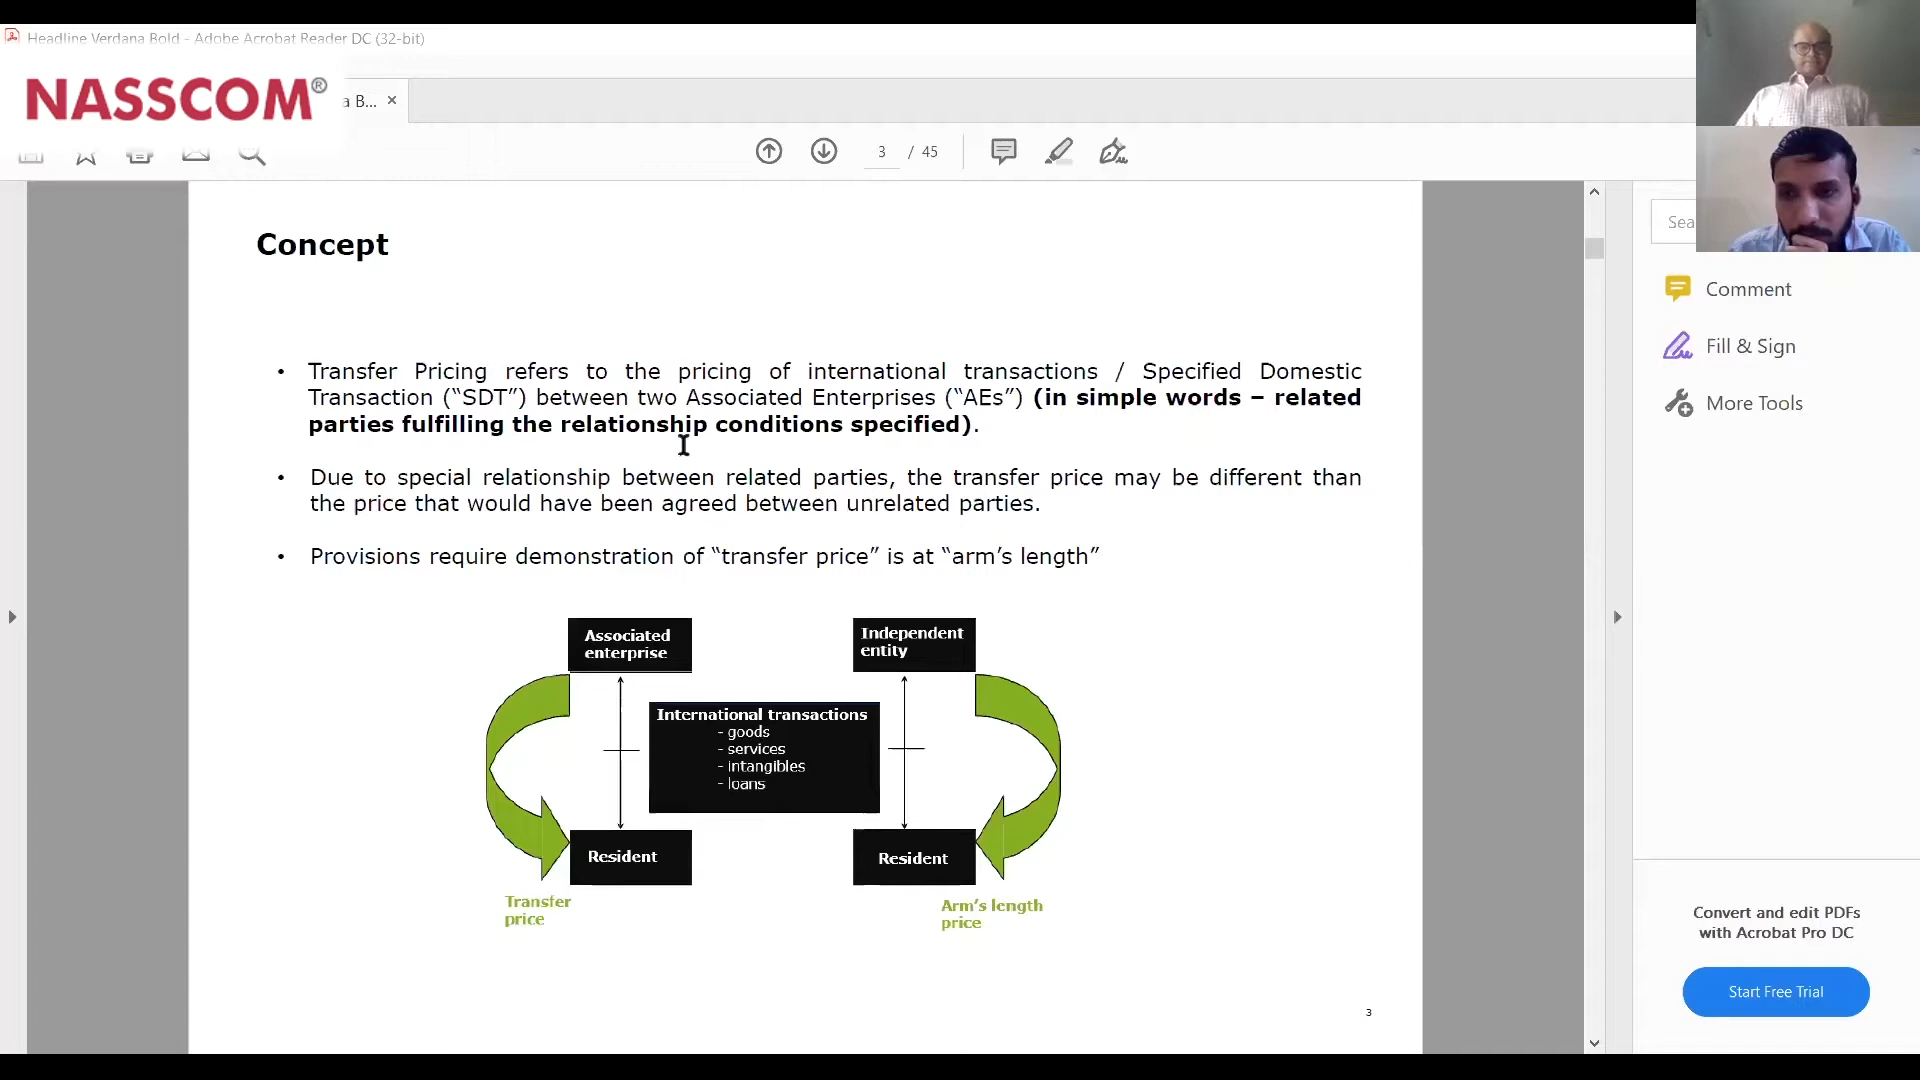 Headline Verdana Bold - Adobe Acrobat Reader DC (32-bit)
NASSCOM®
a B... ×
3 / 45
Sea
Comment
Fill & Sign
More Tools
Concept
• Transfer Pricing refers to the pricing of international transactions / Specified Domestic
Transaction (“SDT”) between two Associated Enterprises (“AEs”) (in simple words – related
parties fulfilling the relationship conditions specified).
• Due to special relationship between related parties, the transfer price may be different than
the price that would have been agreed between unrelated parties.
• Provisions require demonstration of “transfer price” is at “arm’s length”
Associated
enterprise
Independent
entity
International transactions
- goods
- services
- intangibles
- loans
Resident
Resident
Transfer
price
Arm’s length
price
3
Convert and edit PDFs
with Acrobat Pro DC
Start Free Trial